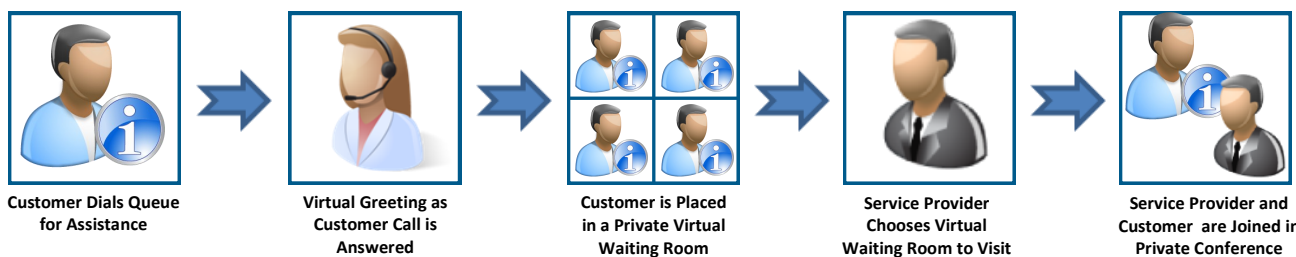 Customer Dials Queue
for Assistance
Virtual Greeting as
Customer Call is
Answered
Customer is Placed
in a Private Virtual
Waiting Room
Service Provider
Chooses Virtual
Waiting Room to Visit
Service Provider and
Customer are Joined in
Private Conference